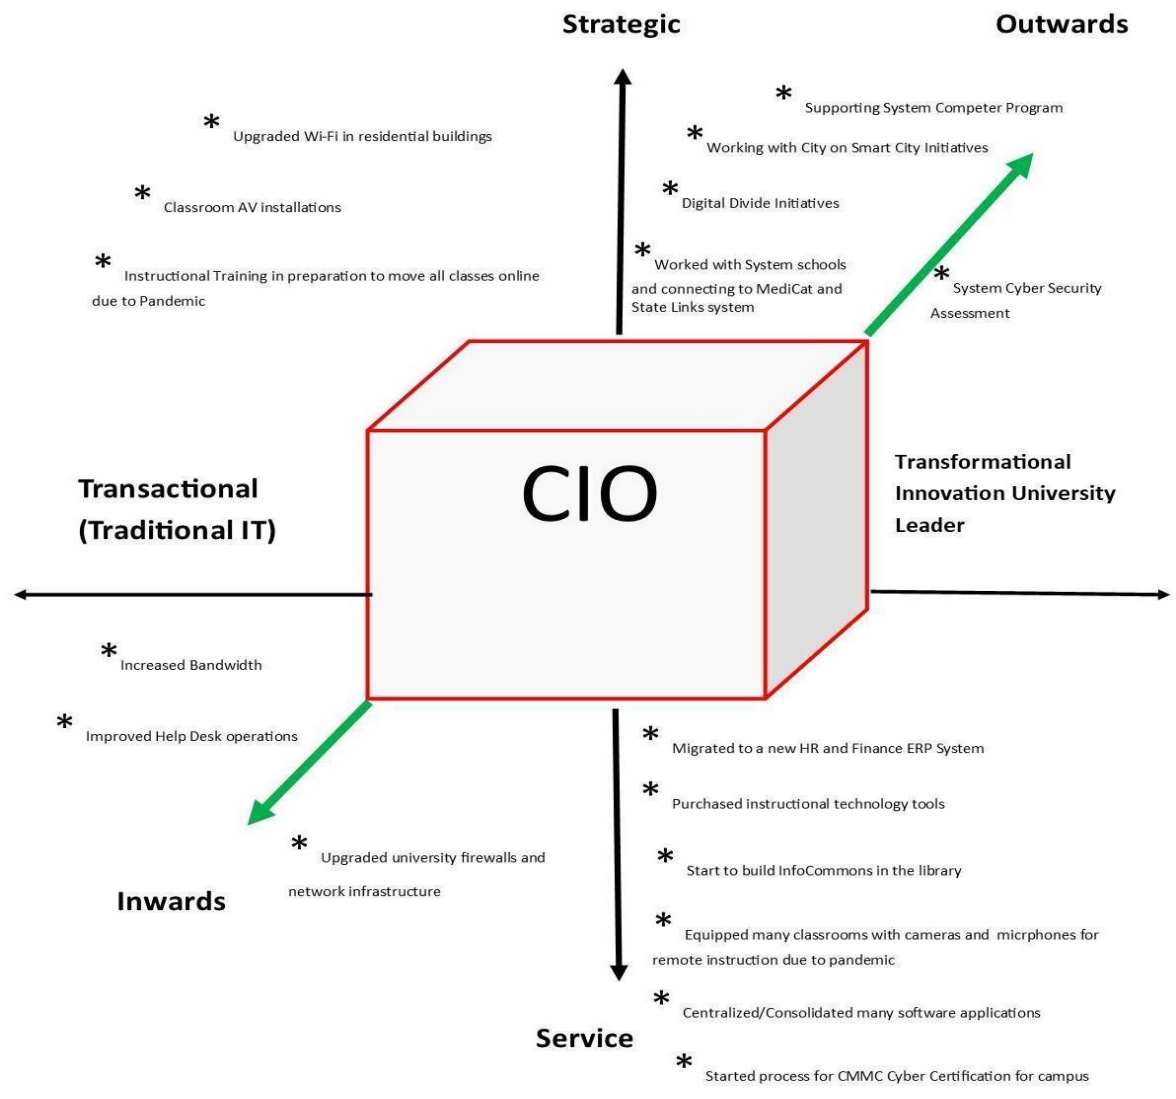 Strategic
Outwards
* Supporting System Competer Program
* Upgraded Wi-Fi in residential buildings
* Working with City on Smart City Initiatives
* Classroom AV installations
* Digital Divide Initiatives
* Instructional Training in preparation to move all classes online
due to Pandemic
* Worked with System schools
and connecting to MediCat and
State Links system
* System Cyber Security
Assessment
CIO
Transactional
(Traditional IT)
Transformational
Innovation University
Leader
* Increased Bandwidth
* Improved Help Desk operations
* Upgraded university firewalls and
network infrastructure
Inwards
* Migrated to a new HR and Finance ERP System
* Purchased instructional technology tools
* Start to build InfoCommons in the library
* Equipped many classrooms with cameras and micrphones for
remote instruction due to pandemic
* Centralized/Consolidated many software applications
Service
* Started process for CMMC Cyber Certification for campus